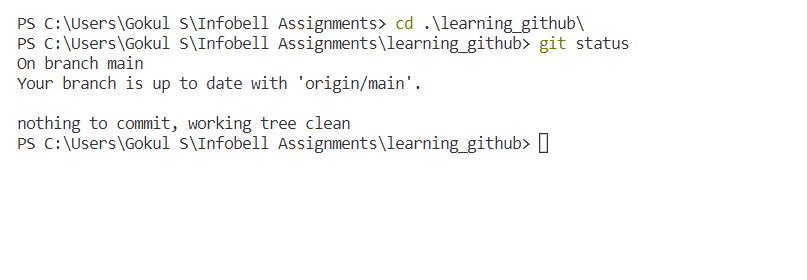 PS C:\Users\Gokul S\Infobell Assignments> cd .\learning_github\
PS C:\Users\Gokul S\Infobell Assignments\learning_github> git status
On branch main
Your branch is up to date with 'origin/main'.
nothing to commit, working tree clean
PS C:\Users\Gokul S\Infobell Assignments\learning_github>